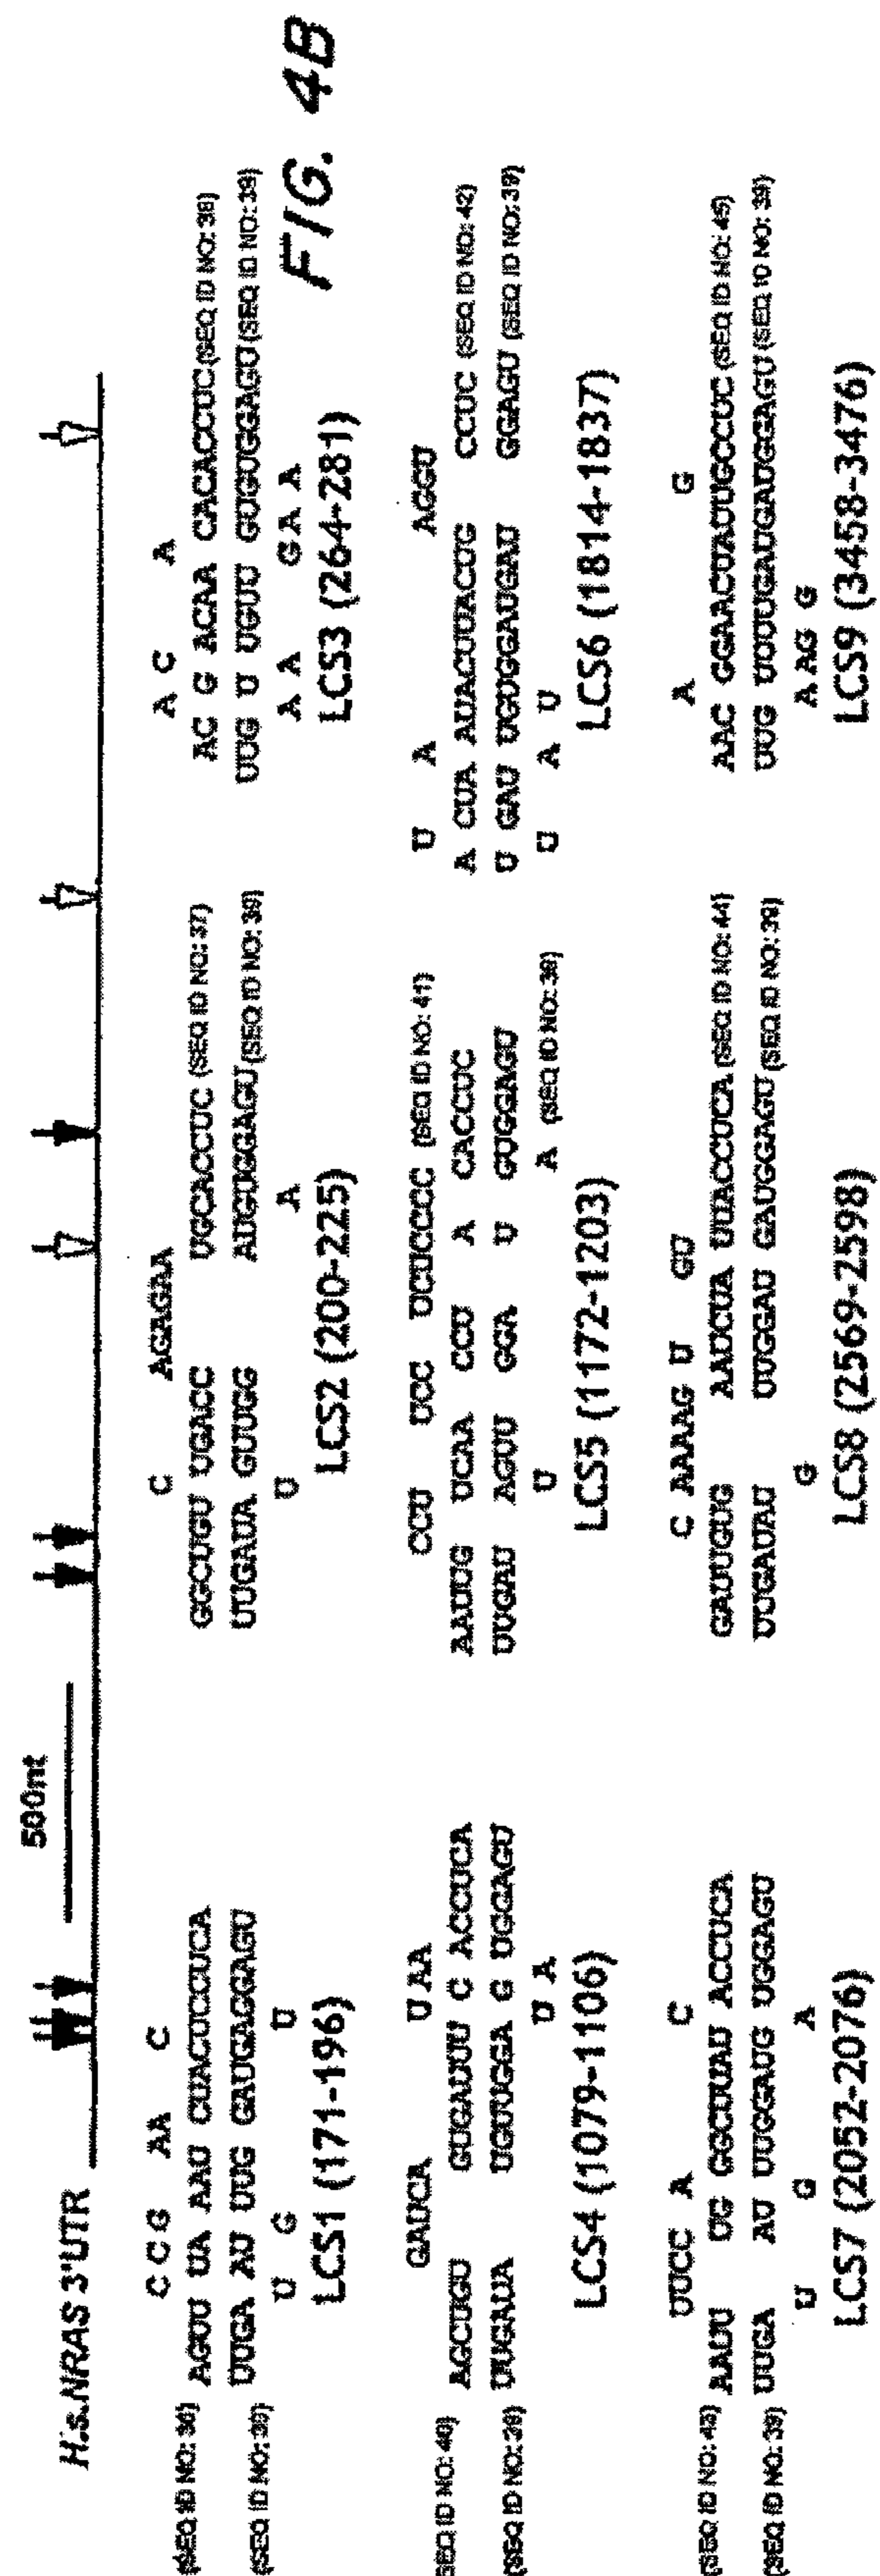 500nt
H.s.NRAS 3'UTR
FIG. 4B
C C G AA C
(SEQ ID NO: 36) AGUU UA AAU CUACUCCUCA
(SEQ ID NO: 39) UUGA AU UUG GAUGAGGAGU
U G U
LCS1 (171-196)
C AGAGAA
GGCUGU UGACC UGCACCUC (SEQ ID NO: 37)
UUGAUA GUUGG AUGUGGAGU (SEQ ID NO: 39)
U A
LCS2 (200-225)
A C A
AC G ACAA CACACCUC (SEQ ID NO: 38)
UUG U UGUU GUGUGGAGU (SEQ ID NO: 39)
A A GA A
LCS3 (264-281)
GAUCA U AA
(SEQ ID NO: 40) AGCUGU GUGAUUU C ACCUCA
(SEQ ID NO: 39) UUGAUA UGUUGGA G UGGAGU
U A
LCS4 (1079-1106)
CCU UCC UCUCCCC (SEQ ID NO: 41)
AAUUG UCAA CCU A CACCUC
UUGAU AGUU GGA U GUGGAGU
U A (SEQ ID NO: 39)
LCS5 (1172-1203)
U A AGGU
A CUA AUACUUACUG CCUC (SEQ ID NO: 42)
U GAU UGUGGAUGAU GGAGU (SEQ ID NO: 39)
U A U
LCS6 (1814-1837)
UUCC A C
(SEQ ID NO: 43) AAUU UG GGCUUAU ACCUCA
(SEQ ID NO: 39) UUGA AU UUGGAUG UGGAGU
U G A
LCS7 (2052-2076)
C AAAAG U GU
GAUUGUG AAUCUA UUACCUCA (SEQ ID NO: 44)
UUGAUAU UUGGAU GAUGGAGU (SEQ ID NO: 39)
G
LCS8 (2569-2598)
A G
AAC GGAACUAUUGCCUC (SEQ ID NO: 45)
UUG UUUUGAUGAUGGAGU (SEQ ID NO: 39)
A AG G
LCS9 (3458-3476)